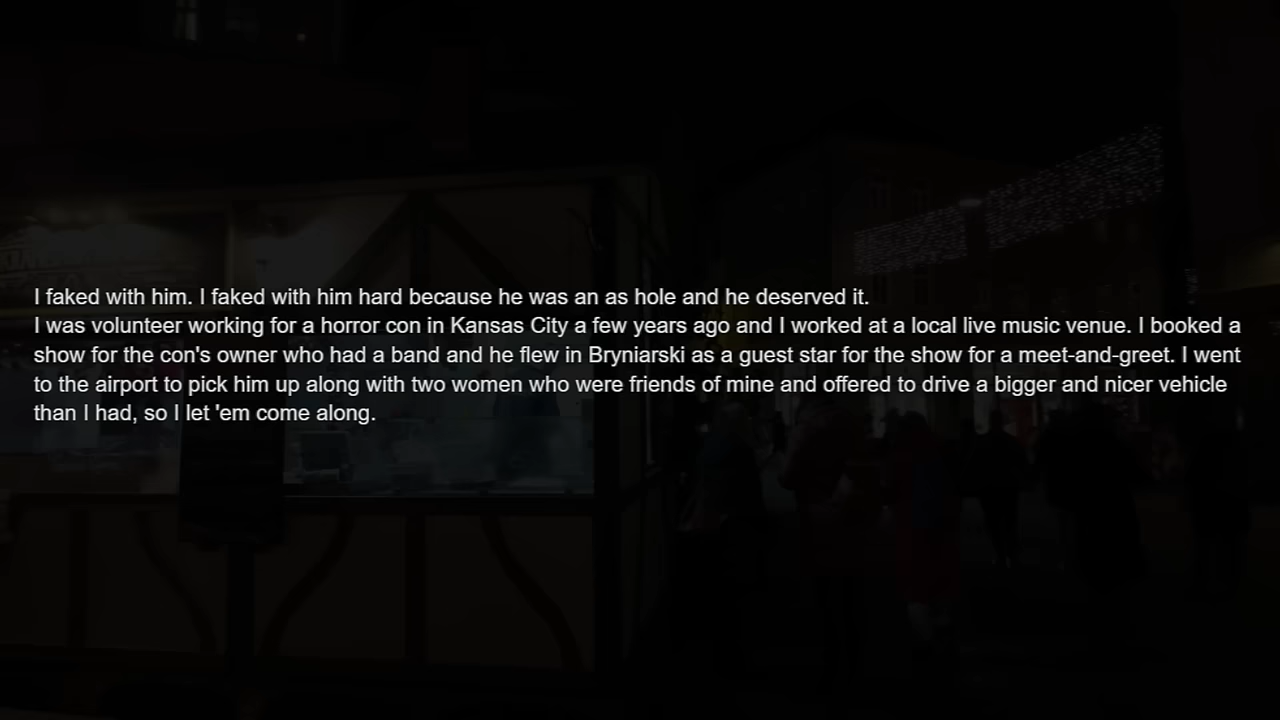 I faked with him. I faked with him hard because he was an as hole and he deserved it.
I was volunteer working for a horror con in Kansas City a few years ago and I worked at a local live music venue. I booked a
show for the con's owner who had a band and he flew in Bryniarski as a guest star for the show for a meet-and-greet. I went
to the airport to pick him up along with two women who were friends of mine and offered to drive a bigger and nicer vehicle
than I had, so I let 'em come along.